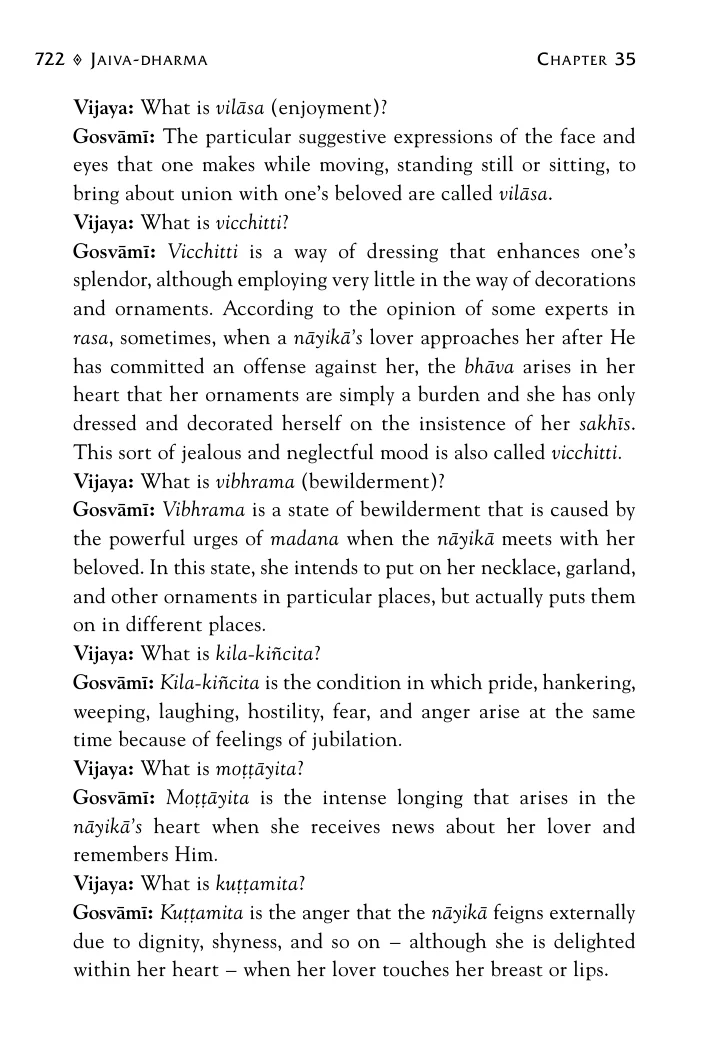 722 ◈ Jaiva-dharma Chapter 35
Vijaya: What is vilāsa (enjoyment)?
Gosvāmī: The particular suggestive expressions of the face and
eyes that one makes while moving, standing still or sitting, to
bring about union with one's beloved are called vilāsa.
Vijaya: What is vicchitti?
Gosvāmī: Vicchitti is a way of dressing that enhances one's
splendor, although employing very little in the way of decorations
and ornaments. According to the opinion of some experts in
rasa, sometimes, when a nāyikā's lover approaches her after He
has committed an offense against her, the bhāva arises in her
heart that her ornaments are simply a burden and she has only
dressed and decorated herself on the insistence of her sakhīs.
This sort of jealous and neglectful mood is also called vicchitti.
Vijaya: What is vibhrama (bewilderment)?
Gosvāmī: Vibhrama is a state of bewilderment that is caused by
the powerful urges of madana when the nāyikā meets with her
beloved. In this state, she intends to put on her necklace, garland,
and other ornaments in particular places, but actually puts them
on in different places.
Vijaya: What is kila-kiñcita?
Gosvāmī: Kila-kiñcita is the condition in which pride, hankering,
weeping, laughing, hostility, fear, and anger arise at the same
time because of feelings of jubilation.
Vijaya: What is moṭṭāyita?
Gosvāmī: Moṭṭāyita is the intense longing that arises in the
nāyikā's heart when she receives news about her lover and
remembers Him.
Vijaya: What is kuṭṭamita?
Gosvāmī: Kuṭṭamita is the anger that the nāyikā feigns externally
due to dignity, shyness, and so on – although she is delighted
within her heart – when her lover touches her breast or lips.